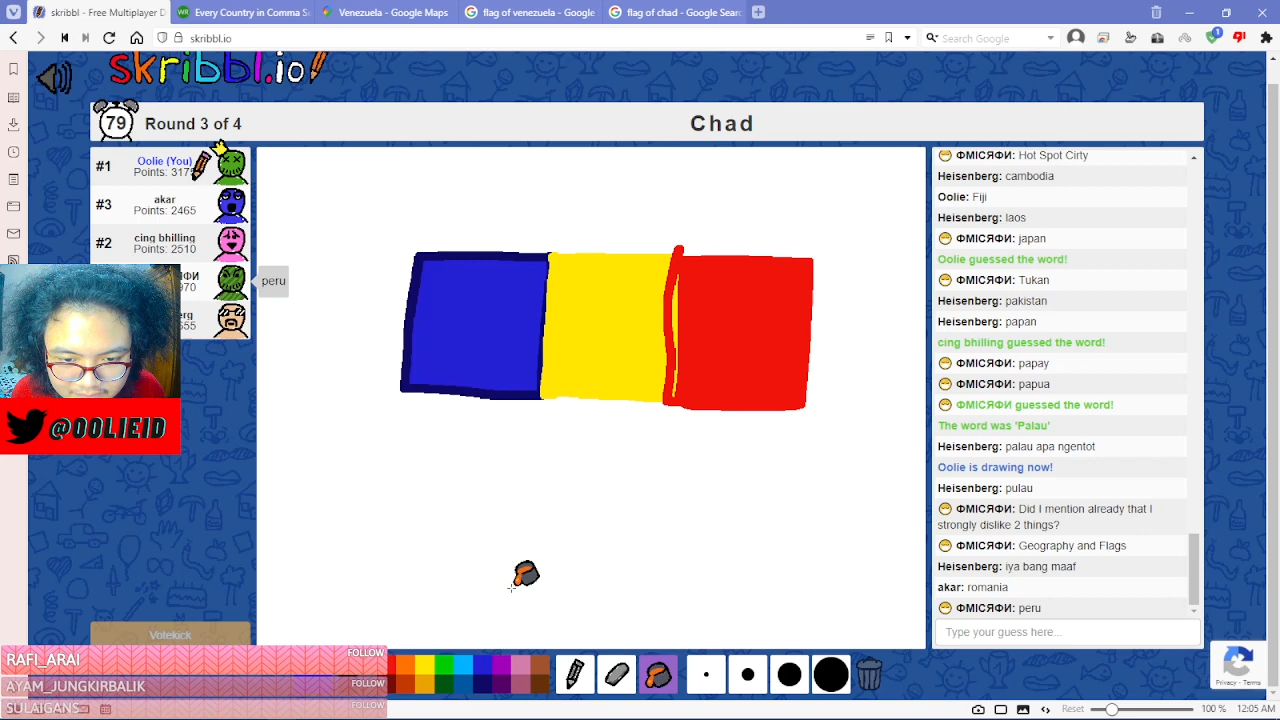 skribbl - Free Multiplayer D
Every Country in Comma S
Venezuela - Google Maps
flag of venezuela - Google
flag of chad - Google Searc
skribbl.io
Search Google
skribbl.io
79
Round 3 of 4
Chad
#1
Oolie (You)
Points: 3175
#3
akar
Points: 2465
#2
cing bhilling
Points: 2510
peru
@OOLIEID
Votekick
RAFI_ARAI
FOLLOW
AYAM_JUNGKIRBALIK
FOLLOW
SULAIGANS
FOLLOW
ФМІСЯФИ: Hot Spot Cirty
Heisenberg: cambodia
Oolie: Fiji
Heisenberg: laos
ФМІСЯФИ: japan
Oolie guessed the word!
ФМІСЯФИ: Tukan
Heisenberg: pakistan
Heisenberg: papan
cing bhilling guessed the word!
ФМІСЯФИ: papay
ФМІСЯФИ: papua
ФМІСЯФИ guessed the word!
The word was 'Palau'
Heisenberg: palau apa ngentot
Oolie is drawing now!
Heisenberg: pulau
ФМІСЯФИ: Did I mention already that I
strongly dislike 2 things?
ФМІСЯФИ: Geography and Flags
Heisenberg: iya bang maaf
akar: romania
ФМІСЯФИ: peru
Type your guess here...
Privacy - Terms
Reset
100 %
12:05 AM